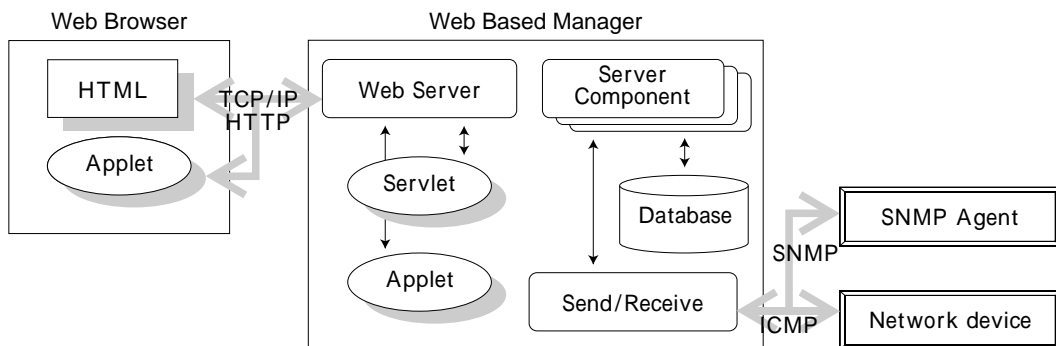 Web Browser
Web Based Manager
HTML
TCP/IP
HTTP
Applet
Web Server
Server
Component
Servlet
Database
Applet
Send/Receive
SNMP
ICMP
SNMP Agent
Network device